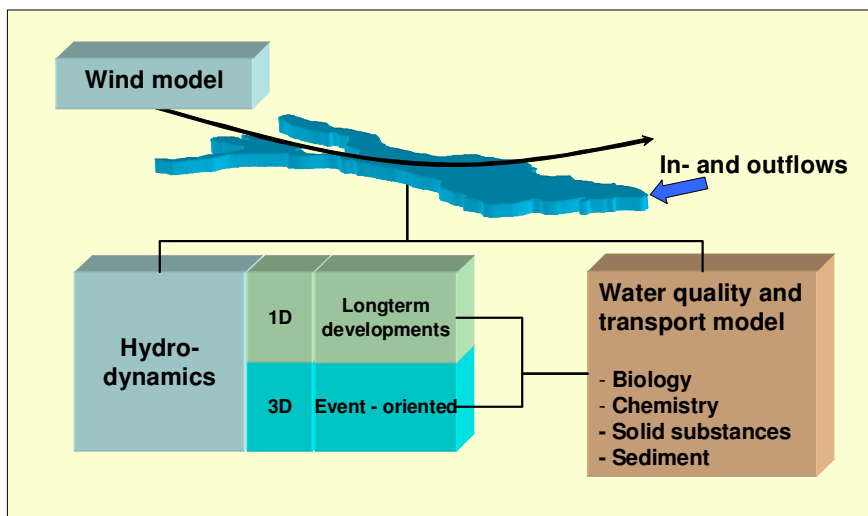 Wind model
In- and outflows
Hydro-
dynamics
1D
Longterm
developments
3D
Event - oriented
Water quality and
transport model
- Biology
- Chemistry
- Solid substances
- Sediment